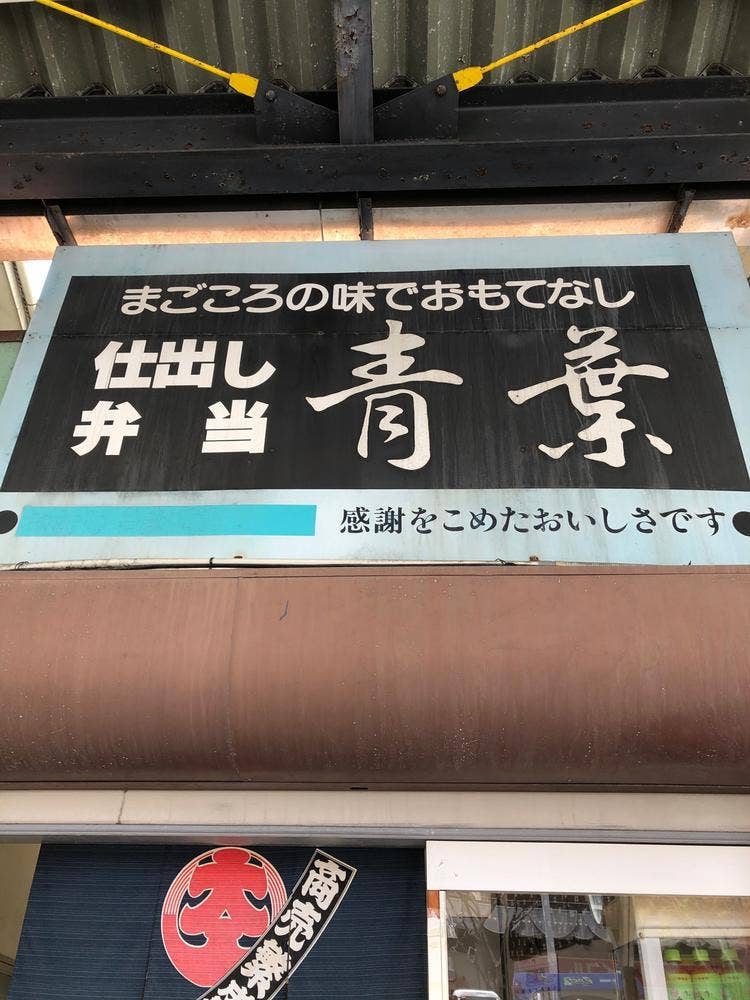 まごころの味でおもてなし
仕出し
弁当
青葉
感謝をこめたおいしさです
商売繁